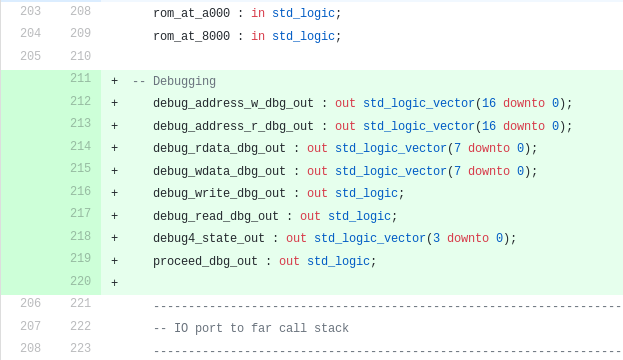 203 208 rom_at_a000 : in std_logic;
204 209 rom_at_8000 : in std_logic;
205 210
211 + -- Debugging
212 + debug_address_w_dbg_out : out std_logic_vector(16 downto 0);
213 + debug_address_r_dbg_out : out std_logic_vector(16 downto 0);
214 + debug_rdata_dbg_out : out std_logic_vector(7 downto 0);
215 + debug_wdata_dbg_out : out std_logic_vector(7 downto 0);
216 + debug_write_dbg_out : out std_logic;
217 + debug_read_dbg_out : out std_logic;
218 + debug4_state_out : out std_logic_vector(3 downto 0);
219 + proceed_dbg_out : out std_logic;
220 +
206 221 -------------------------------------------------------------------
207 222 -- IO port to far call stack
208 223 -------------------------------------------------------------------